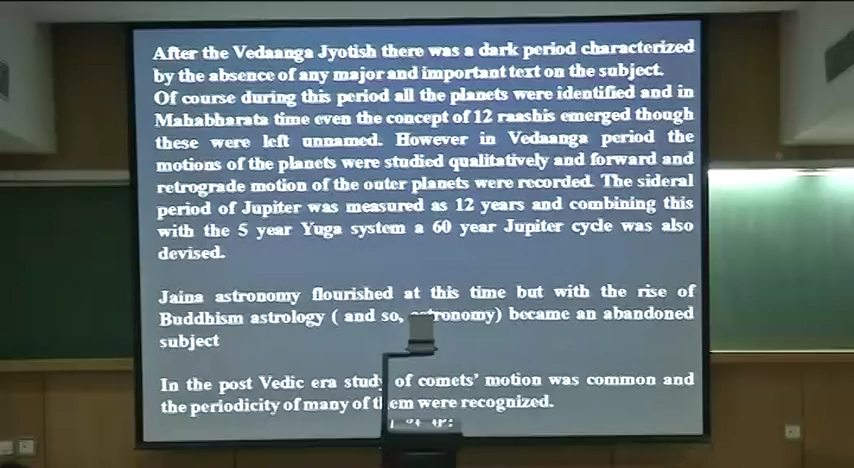 After the Vedaanga Jyotish there was a dark period characterized
by the absence of any major and important text on the subject.
Of course during this period all the planets were identified and in
Mahabharata time even the concept of 12 raashis emerged though
these were left unnamed. However in Vedaanga period the
motions of the planets were studied qualitatively and forward and
retrograde motion of the outer planets were recorded. The sideral
period of Jupiter was measured as 12 years and combining this
with the 5 year Yuga system a 60 year Jupiter cycle was also
devised.
Jaina astronomy flourished at this time but with the rise of
Buddhism astrology ( and so, astronomy) became an abandoned
subject
In the post Vedic era study of comets' motion was common and
the periodicity of many of them were recognized.